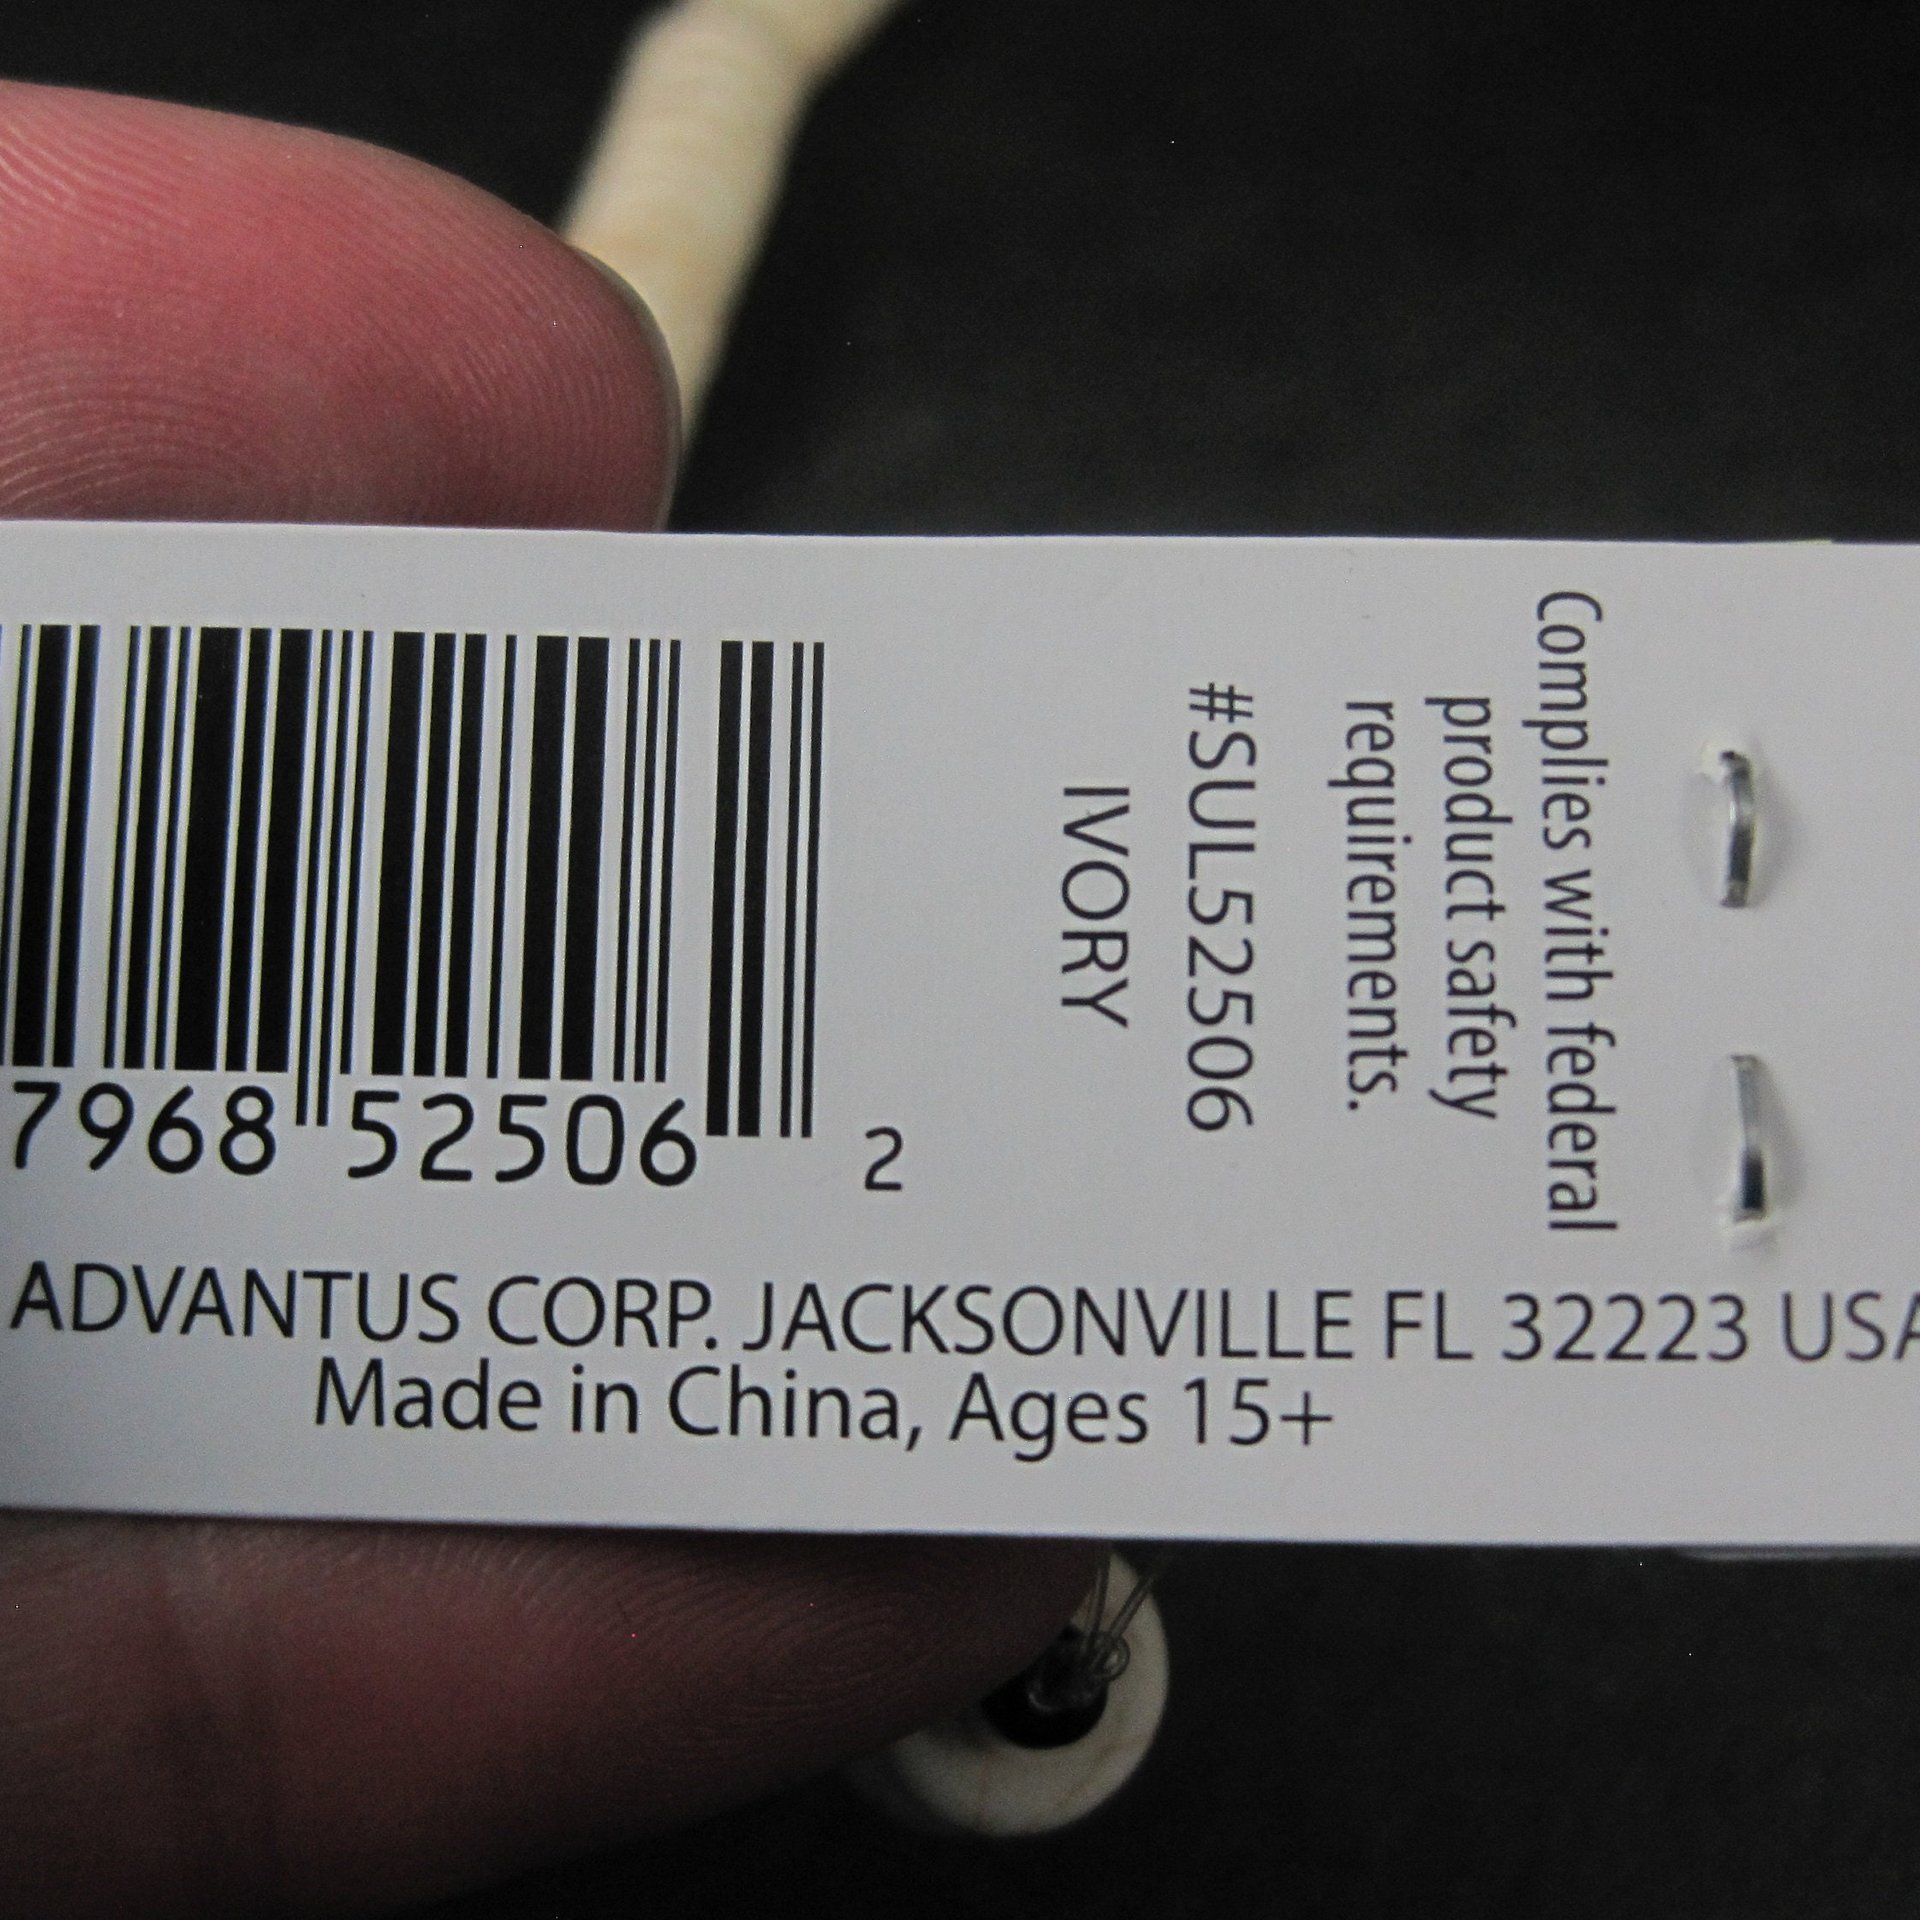 7968 52506 2
ADVANTUS CORP. JACKSONVILLE FL 32223 USA
Made in China, Ages 15+
Complies with federal
product safety
requirements.
#SUL52506
IVORY